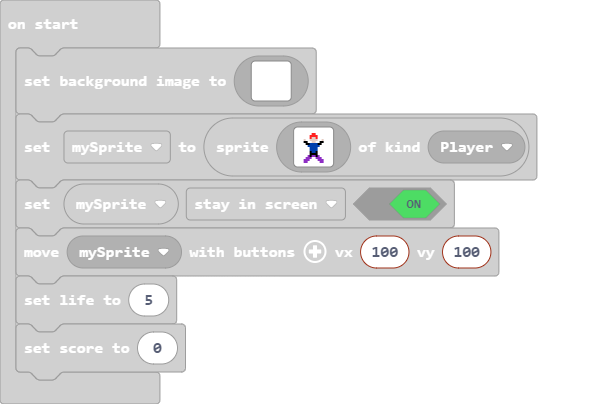 on start
set background image to
set mySprite to sprite of kind Player
set mySprite stay in screen ON
move mySprite with buttons vx 100 vy 100
set life to 5
set score to 0